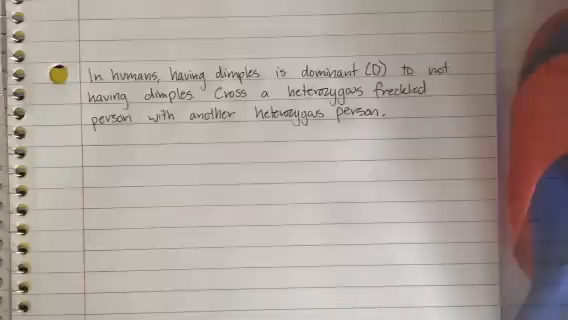 In humans, having dimples is dominant (D) to not
having dimples. Cross a heterozygous freckled
person with another heterozygous person.